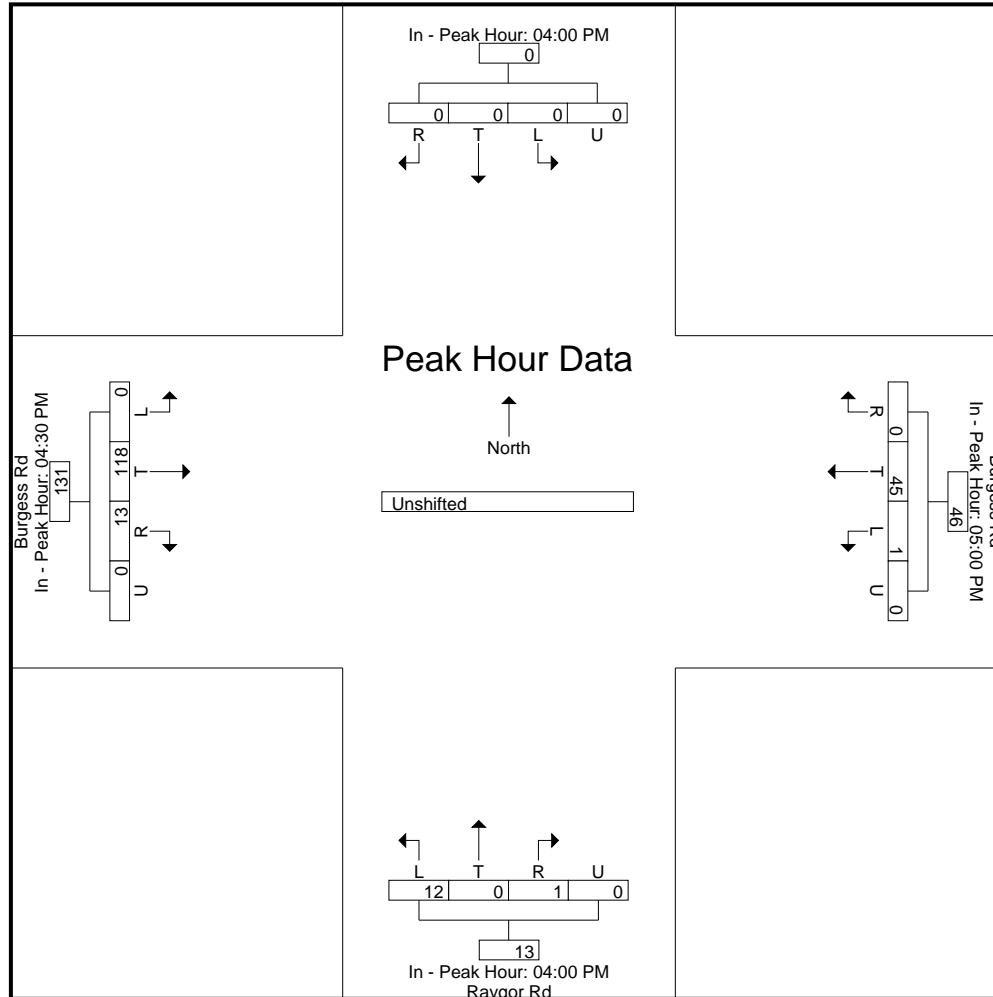 In - Peak Hour: 04:00 PM
0
0 0 0 0
R T L U
Peak Hour Data
North
Unshifted
Burgess Rd
In - Peak Hour: 04:30 PM
131
0 118 13 0
L T R U
In - Peak Hour: 05:00 PM
46
0 45 1 0
R T L U
L T R U
12 0 1 0
13
In - Peak Hour: 04:00 PM
Raygor Rd